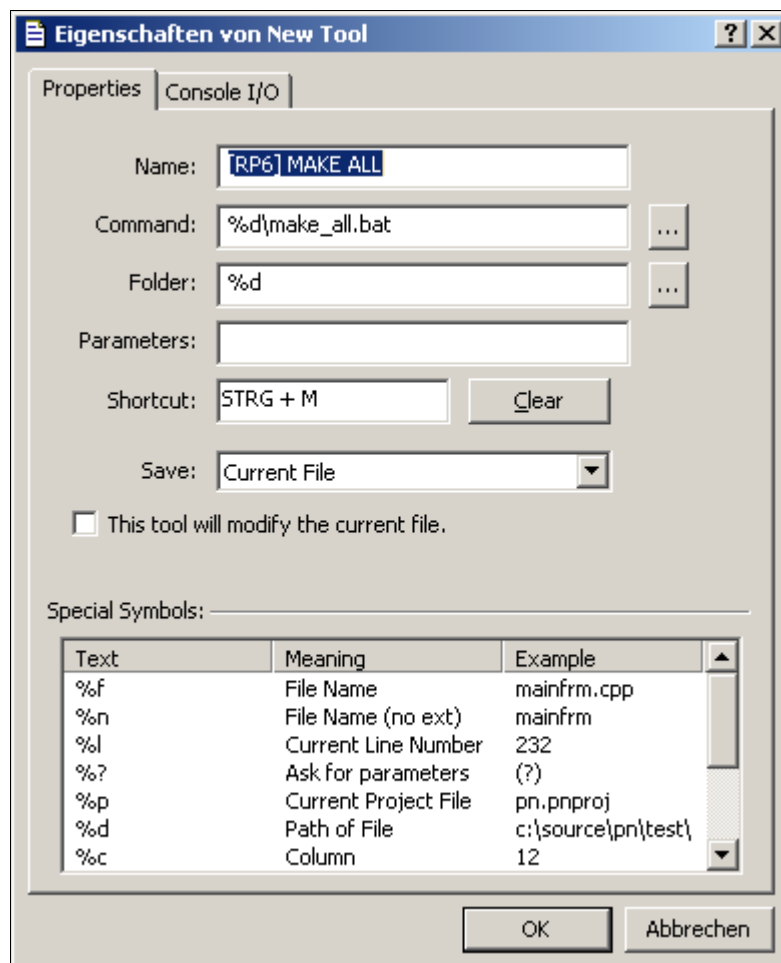 Eigenschaften von New Tool
Properties
Console I/O
Name: [RP6] MAKE ALL
Command: %d\make_all.bat ...
Folder: %d ...
Parameters:
Shortcut: STRG + M Clear
Save: Current File
This tool will modify the current file.
Special Symbols:
Text Meaning Example
%f File Name mainfrm.cpp
%n File Name (no ext) mainfrm
%l Current Line Number 232
%? Ask for parameters (?)
%p Current Project File pn.pnproj
%d Path of File c:\source\pn\test\
%c Column 12
OK Abbrechen